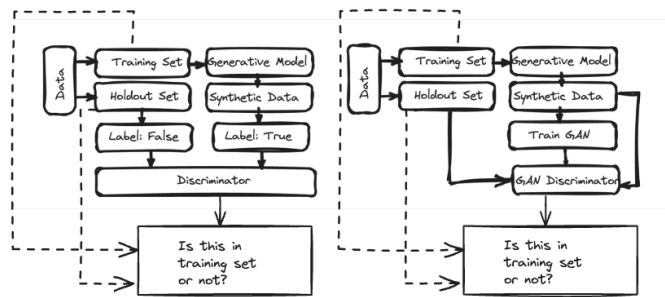 Data
Training Set
Generative Model
Holdout Set
Synthetic Data
Label: False
Label: True
Discriminator
Is this in
training set
or not?
Data
Training Set
Generative Model
Holdout Set
Synthetic Data
Train GAN
GAN Discriminator
Is this in
training set
or not?